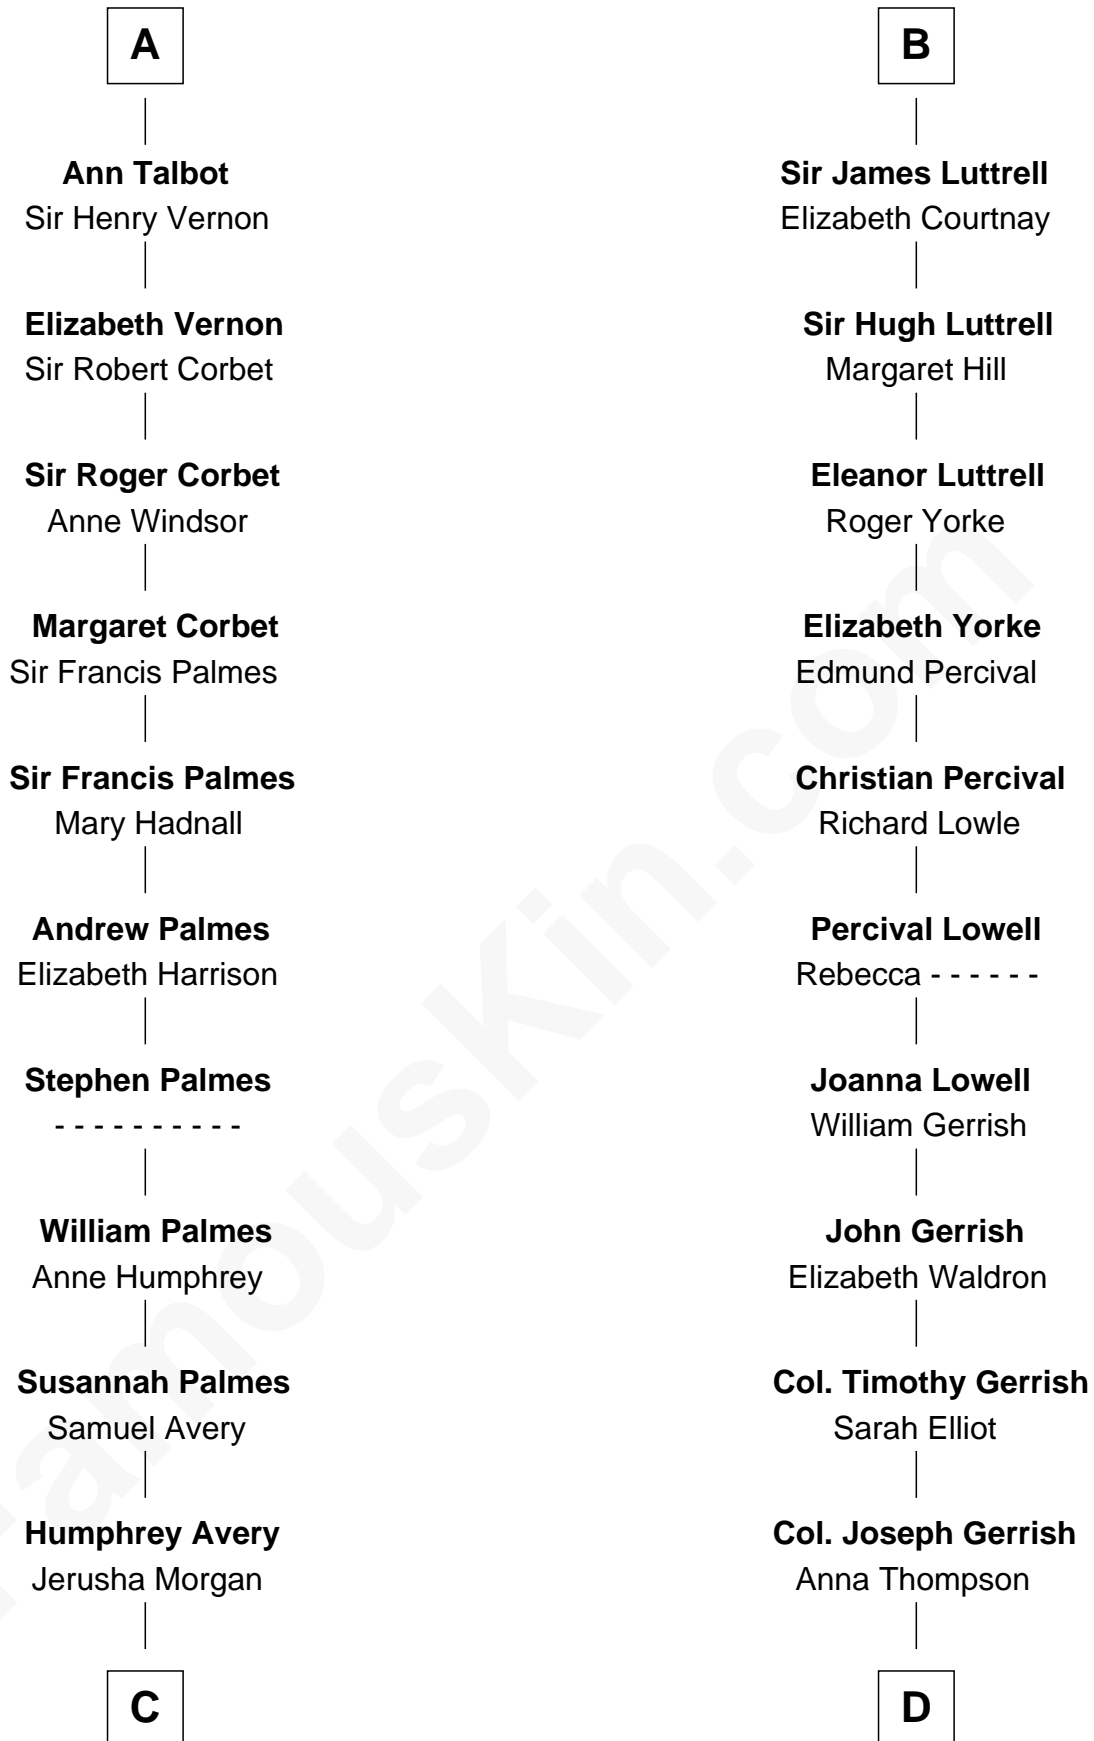 A
Ann Talbot
Sir Henry Vernon
Elizabeth Vernon
Sir Robert Corbet
Sir Roger Corbet
Anne Windsor
Margaret Corbet
Sir Francis Palmes
Sir Francis Palmes
Mary Hadnall
Andrew Palmes
Elizabeth Harrison
Stephen Palmes
- - - - - - - - - -
William Palmes
Anne Humphrey
Susannah Palmes
Samuel Avery
Humphrey Avery
Jerusha Morgan
C
B
Sir James Luttrell
Elizabeth Courtnay
Sir Hugh Luttrell
Margaret Hill
Eleanor Luttrell
Roger Yorke
Elizabeth Yorke
Edmund Percival
Christian Percival
Richard Lowle
Percival Lowell
Rebecca - - - - - -
Joanna Lowell
William Gerrish
John Gerrish
Elizabeth Waldron
Col. Timothy Gerrish
Sarah Elliot
Col. Joseph Gerrish
Anna Thompson
D
FamousKin.com